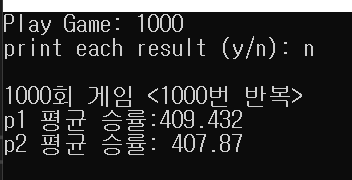 Play Game: 1000
print each result (y/n): n
1000회 게임 <1000번 반복>
p1 평균 승률:409.432
p2 평균 승률: 407.87